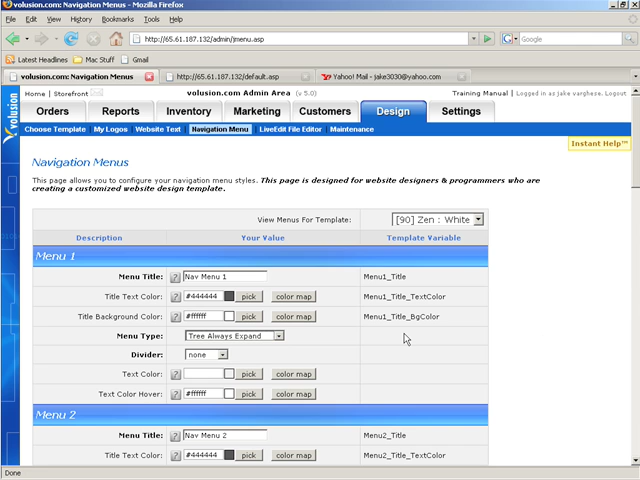 volusion.com: Navigation Menus - Mozilla Firefox
File Edit View History Bookmarks Tools Help
http://65.61.187.132/admin/jmenu.asp
Google
Latest Headlines Mac Stuff Gmail
volusion.com: Navigation Menus
http://65.61.187.132/default.asp
Yahoo! Mail - jake3030@yahoo.com
volusion
Home | Storefront
volusion.com Admin Area (v 5.0)
Training Manual | Logged in as jake varghese. Logout
Orders Reports Inventory Marketing Customers Design Settings
Choose Template | My Logos | Website Text | Navigation Menu | LiveEdit File Editor | Maintenance
Instant Help™
Navigation Menus
This page allows you to configure your navigation menu styles. This page is designed for website designers & programmers who are
creating a customized website design template.
View Menus For Template: [90] Zen : White
Description Your Value Template Variable
Menu 1
Menu Title: ? Nav Menu 1 Menu1_Title
Title Text Color: ? #444444 pick color map Menu1_Title_TextColor
Title Background Color: ? #ffffff pick color map Menu1_Title_BgColor
Menu Type: Tree Always Expand
Divider: none
Text Color: ? pick color map
Text Color Hover: ? #ffffff pick color map
Menu 2
Menu Title: ? Nav Menu 2 Menu2_Title
Title Text Color: ? #444444 pick color map Menu2_Title_TextColor
Done